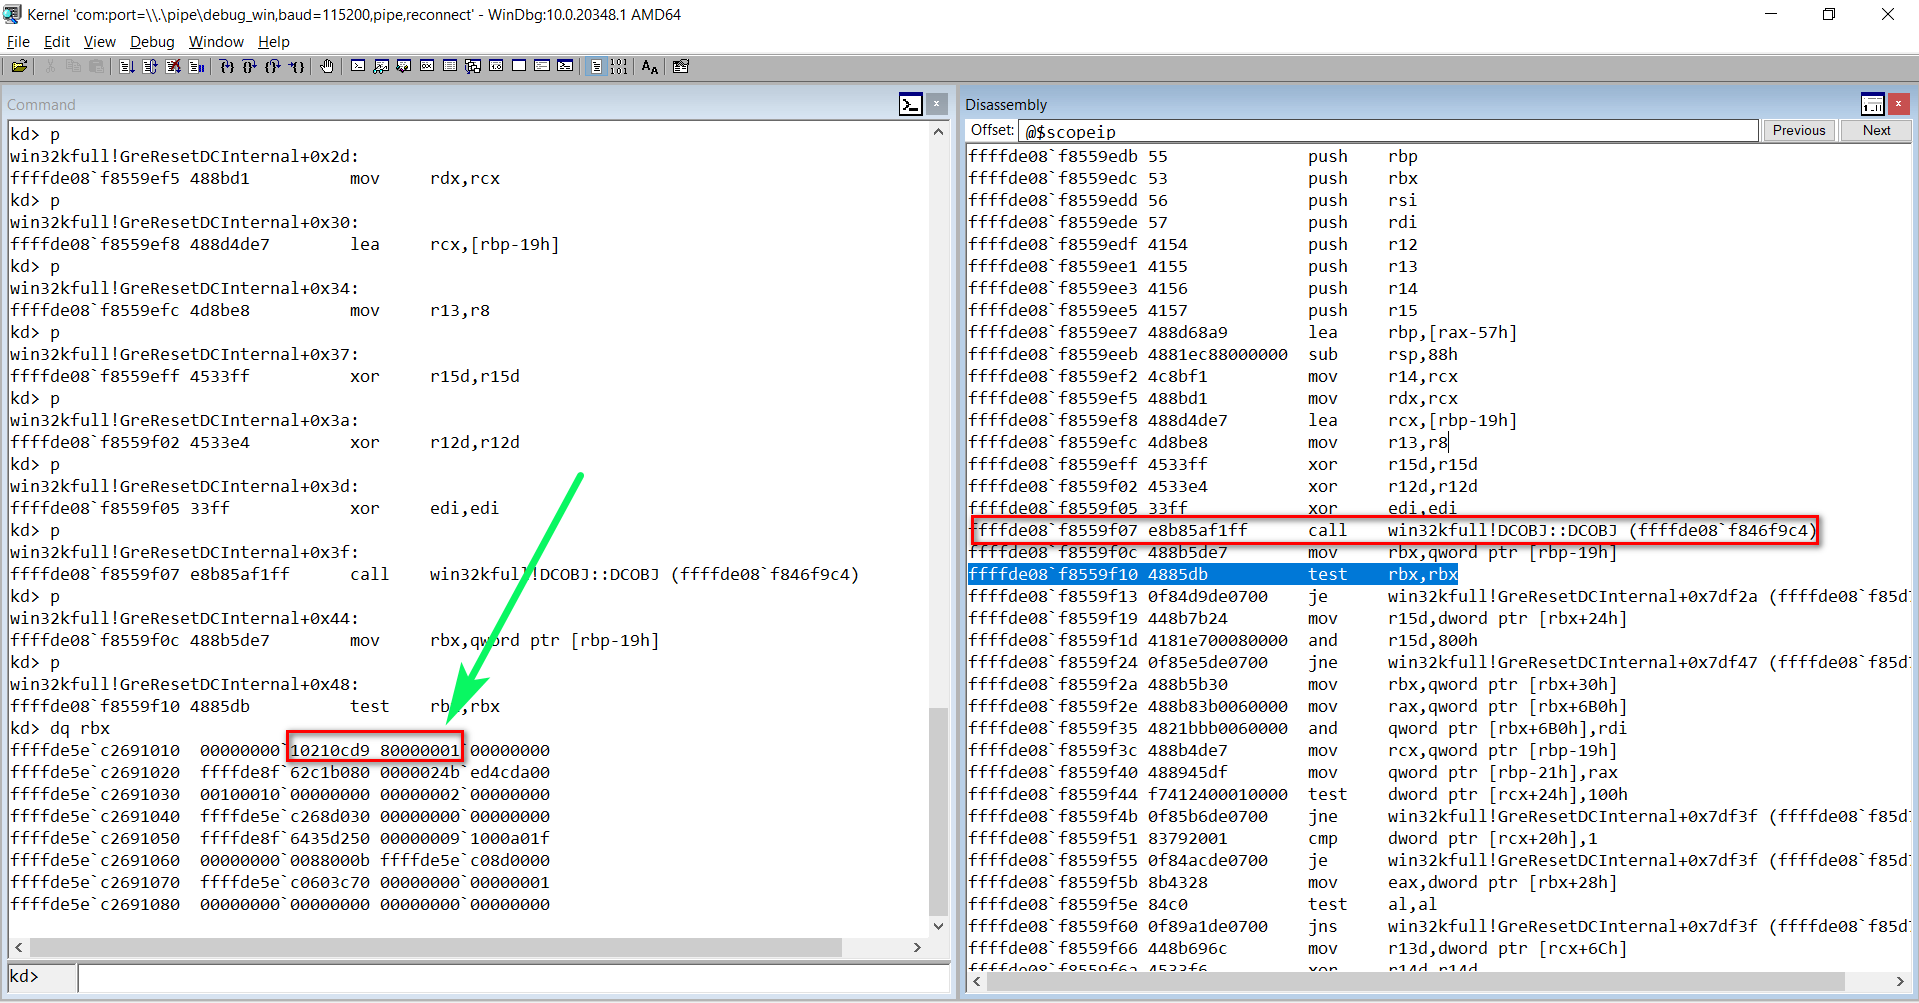 Kernel 'com:port=\\.\pipe\debug_win,baud=115200,pipe,reconnect' - WinDbg:10.0.20348.1 AMD64
File Edit View Debug Window Help
Command
kd> p
win32kfull!GreResetDCInternal+0x2d:
ffffde08`f8559ef5 488bd1 mov rdx,rcx
kd> p
win32kfull!GreResetDCInternal+0x30:
ffffde08`f8559ef8 488d4de7 lea rcx,[rbp-19h]
kd> p
win32kfull!GreResetDCInternal+0x34:
ffffde08`f8559efc 4d8be8 mov r13,r8
kd> p
win32kfull!GreResetDCInternal+0x37:
ffffde08`f8559eff 4533ff xor r15d,r15d
kd> p
win32kfull!GreResetDCInternal+0x3a:
ffffde08`f8559f02 4533e4 xor r12d,r12d
kd> p
win32kfull!GreResetDCInternal+0x3d:
ffffde08`f8559f05 33ff xor edi,edi
kd> p
win32kfull!GreResetDCInternal+0x3f:
ffffde08`f8559f07 e8b85af1ff call win32kfull!DCOBJ::DCOBJ (ffffde08`f846f9c4)
kd> p
win32kfull!GreResetDCInternal+0x44:
ffffde08`f8559f0c 488b5de7 mov rbx,qword ptr [rbp-19h]
kd> p
win32kfull!GreResetDCInternal+0x48:
ffffde08`f8559f10 4885db test rbx,rbx
kd> dq rbx
ffffde5e`c2691010 00000000`10210cd9 80000001`00000000
ffffde5e`c2691020 ffffde8f`62c1b080 0000024b`ed4cda00
ffffde5e`c2691030 00100010`00000000 00000002`00000000
ffffde5e`c2691040 ffffde5e`c268d030 00000000`00000000
ffffde5e`c2691050 ffffde8f`6435d250 00000009`1000a01f
ffffde5e`c2691060 00000000`0088000b ffffde5e`c08d0000
ffffde5e`c2691070 ffffde5e`c0603c70 00000000`00000001
ffffde5e`c2691080 00000000`00000000 00000000`00000000
kd>
Disassembly
Offset: @$scopeip Previous Next
ffffde08`f8559edb 55 push rbp
ffffde08`f8559edc 53 push rbx
ffffde08`f8559edd 56 push rsi
ffffde08`f8559ede 57 push rdi
ffffde08`f8559edf 4154 push r12
ffffde08`f8559ee1 4155 push r13
ffffde08`f8559ee3 4156 push r14
ffffde08`f8559ee5 4157 push r15
ffffde08`f8559ee7 488d68a9 lea rbp,[rax-57h]
ffffde08`f8559eeb 4881ec88000000 sub rsp,88h
ffffde08`f8559ef2 4c8bf1 mov r14,rcx
ffffde08`f8559ef5 488bd1 mov rdx,rcx
ffffde08`f8559ef8 488d4de7 lea rcx,[rbp-19h]
ffffde08`f8559efc 4d8be8 mov r13,r8
ffffde08`f8559eff 4533ff xor r15d,r15d
ffffde08`f8559f02 4533e4 xor r12d,r12d
ffffde08`f8559f05 33ff xor edi,edi
ffffde08`f8559f07 e8b85af1ff call win32kfull!DCOBJ::DCOBJ (ffffde08`f846f9c4)
ffffde08`f8559f0c 488b5de7 mov rbx,qword ptr [rbp-19h]
ffffde08`f8559f10 4885db test rbx,rbx
ffffde08`f8559f13 0f84d9de0700 je win32kfull!GreResetDCInternal+0x7df2a (ffffde08`f85d7
ffffde08`f8559f19 448b7b24 mov r15d,dword ptr [rbx+24h]
ffffde08`f8559f1d 4181e700080000 and r15d,800h
ffffde08`f8559f24 0f85e5de0700 jne win32kfull!GreResetDCInternal+0x7df47 (ffffde08`f85d7
ffffde08`f8559f2a 488b5b30 mov rbx,qword ptr [rbx+30h]
ffffde08`f8559f2e 488b83b0060000 mov rax,qword ptr [rbx+6B0h]
ffffde08`f8559f35 4821bbb0060000 and qword ptr [rbx+6B0h],rdi
ffffde08`f8559f3c 488b4de7 mov rcx,qword ptr [rbp-19h]
ffffde08`f8559f40 488945df mov qword ptr [rbp-21h],rax
ffffde08`f8559f44 f7412400010000 test dword ptr [rcx+24h],100h
ffffde08`f8559f4b 0f85b6de0700 jne win32kfull!GreResetDCInternal+0x7df3f (ffffde08`f85d7
ffffde08`f8559f51 83792001 cmp dword ptr [rcx+20h],1
ffffde08`f8559f55 0f84acde0700 je win32kfull!GreResetDCInternal+0x7df3f (ffffde08`f85d7
ffffde08`f8559f5b 8b4328 mov eax,dword ptr [rbx+28h]
ffffde08`f8559f5e 84c0 test al,al
ffffde08`f8559f60 0f89a1de0700 jns win32kfull!GreResetDCInternal+0x7df3f (ffffde08`f85d7
ffffde08`f8559f66 448b696c mov r13d,dword ptr [rcx+6Ch]
ffffde08`f8559f6a 4533f6 xor r14d,r14d